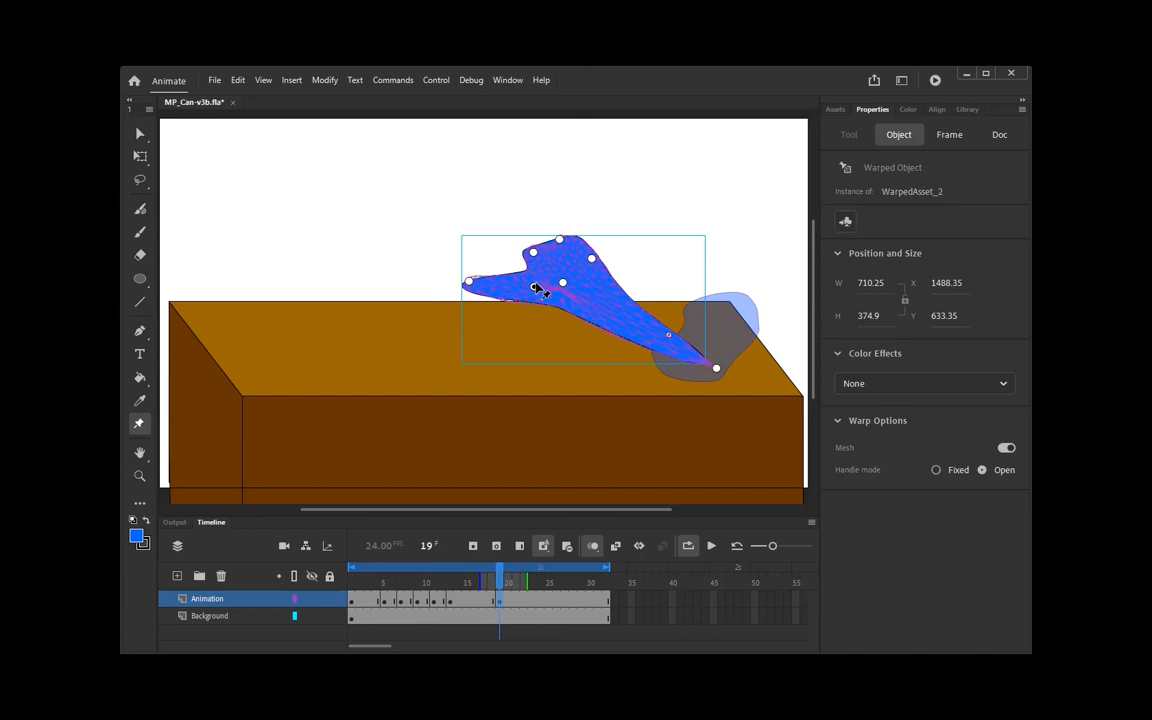 Animate File Edit View Insert Modify Text Commands Control Debug Window Help
MP_Can-v3b.fla* ×
Assets Properties Color Align Library
Tool Object Frame Doc
Warped Object
Instance of: WarpedAsset_2
Position and Size
W 710.25 X 1488.35
H 374.9 Y 633.35
Color Effects
None
Warp Options
Mesh
Handle mode Fixed Open
Output Timeline
24.00 FPS 19 F
1s 2s
5 10 15 20 25 30 35 40 45 50 55
Animation
Background